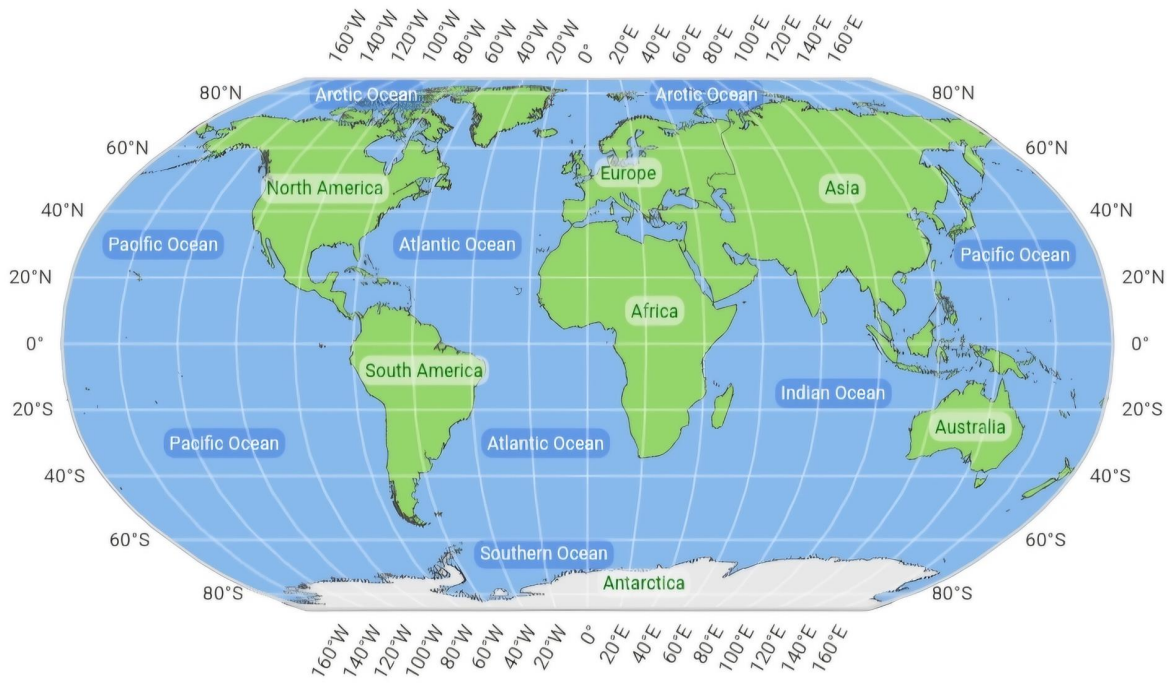 160°W 140°W 120°W 100°W 80°W 60°W 40°W 20°W 0° 20°E 40°E 60°E 80°E 100°E 120°E 140°E 160°E
80°N Arctic Ocean Arctic Ocean 80°N
60°N 60°N
Europe
North America Asia
40°N 40°N
Pacific Ocean Atlantic Ocean Pacific Ocean
20°N 20°N
Africa
0° 0°
South America
Indian Ocean
20°S 20°S
Australia
Pacific Ocean Atlantic Ocean
40°S 40°S
60°S 60°S
Southern Ocean
Antarctica
80°S 80°S
160°W 140°W 120°W 100°W 80°W 60°W 40°W 20°W 0° 20°E 40°E 60°E 80°E 100°E 120°E 140°E 160°E